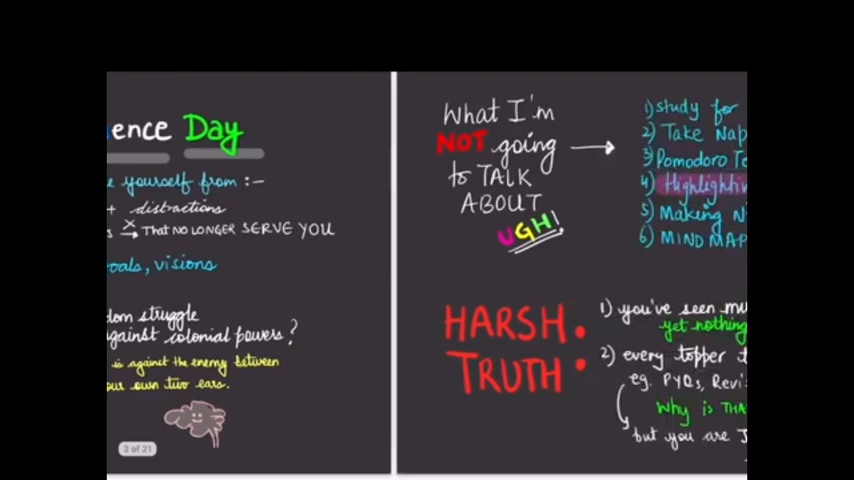 ence Day
e yourself from :-
distractions
s → THAT NO LONGER SERVE YOU
oals, visions
dom struggle
against colonial powers?
is against the enemy between
our own two ears.
3 of 21
What I'm
NOT going
to TALK
ABOUT
UGH!
1) study for
2) Take Nap
3) Pomodoro Te
4) Highlightin
5) Making N
6) MIND MAP
HARSH
TRUTH :
1) you've seen mu
yet nothing
2) every topper t
eg. PYQs, Revi
Why is THA
but you are J